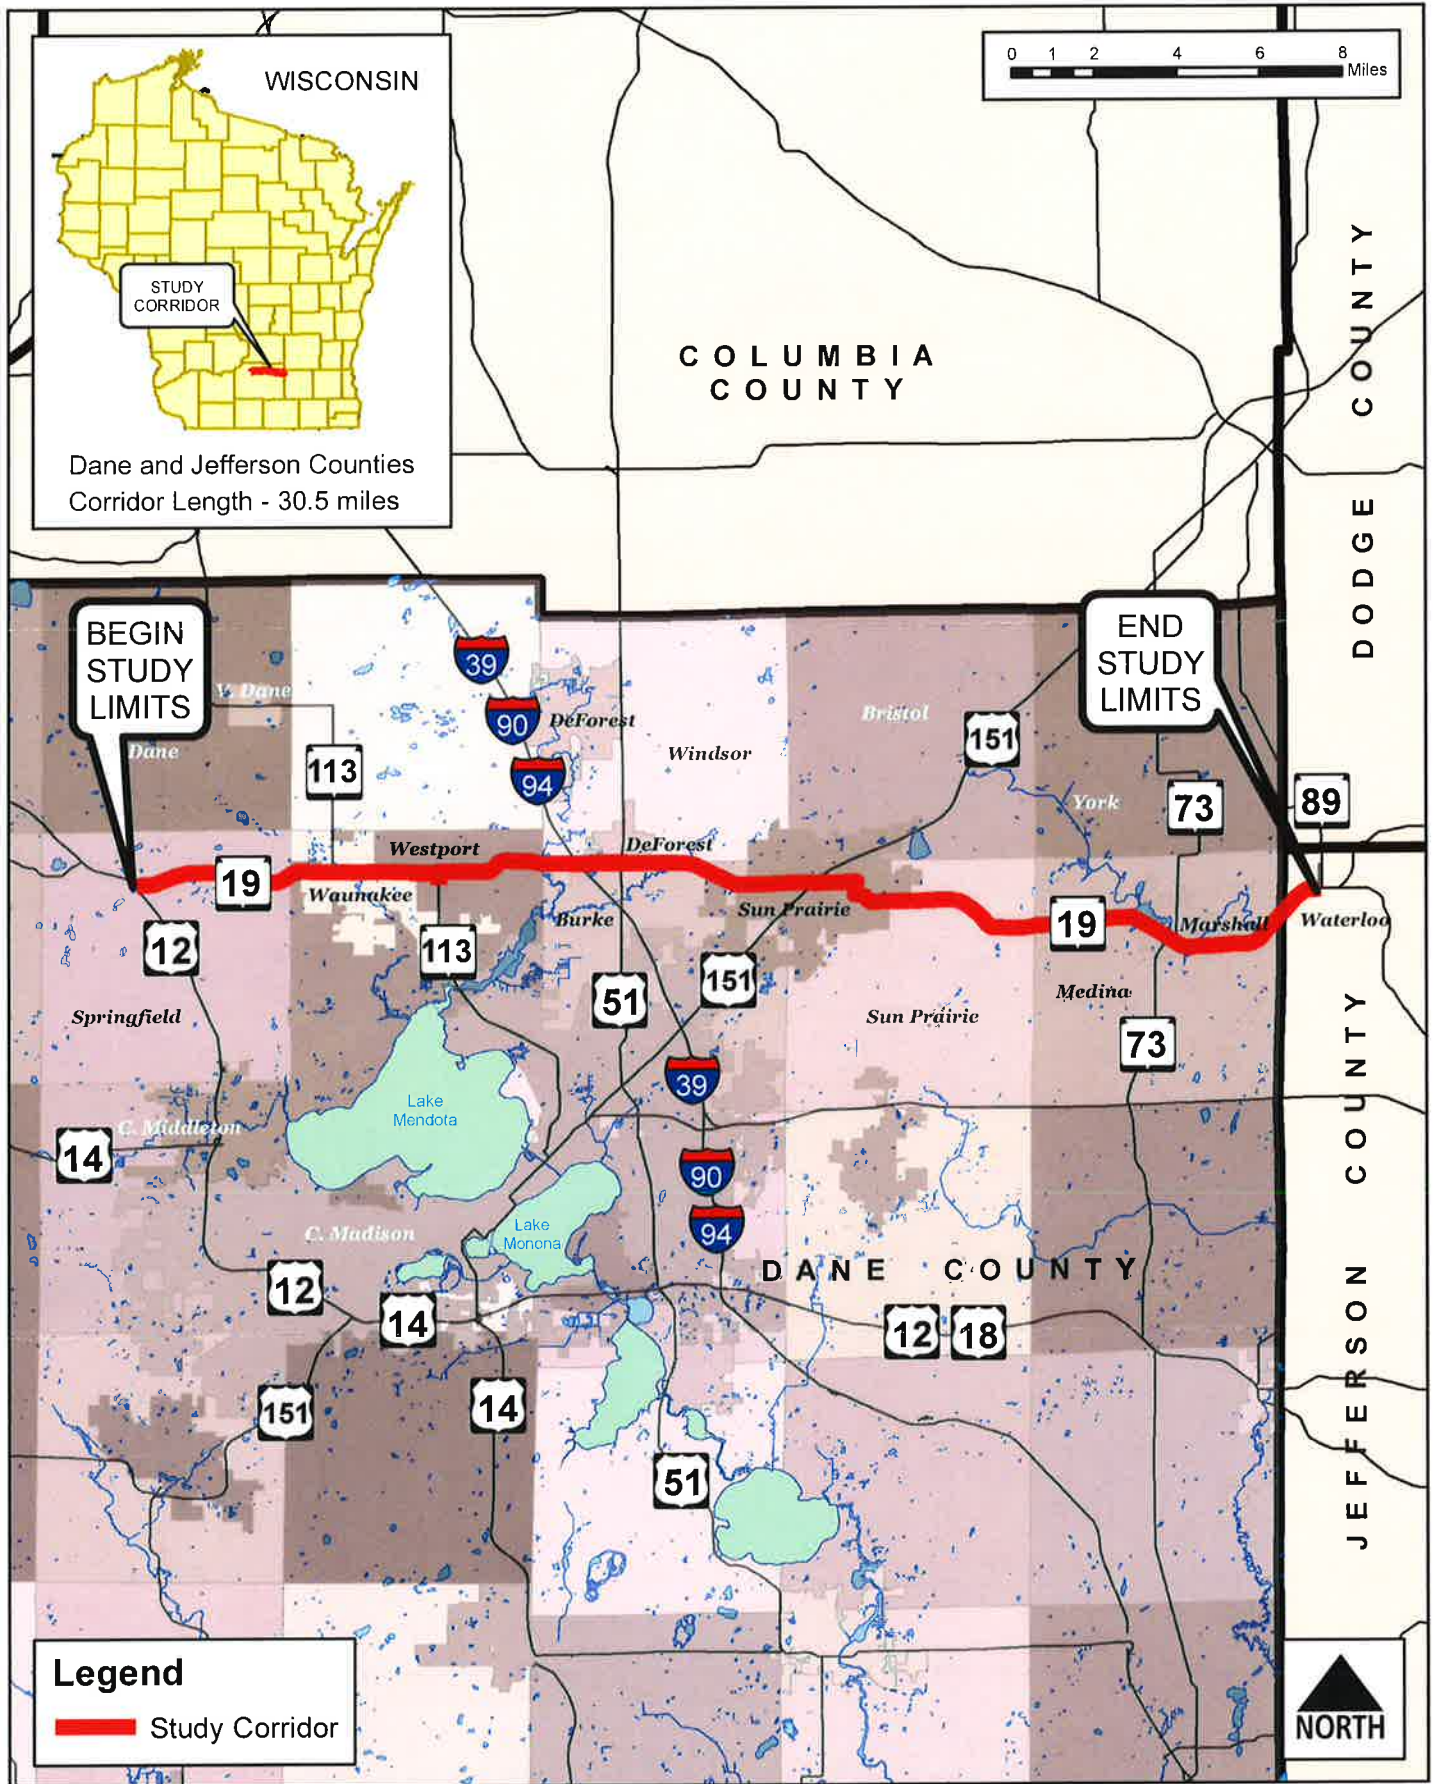 WISCONSIN
STUDY
CORRIDOR
Dane and Jefferson Counties
Corridor Length - 30.5 miles
0 1 2 4 6 8
Miles
COLUMBIA
COUNTY
DODGE COUNTY
BEGIN
STUDY
LIMITS
END
STUDY
LIMITS
V. Dane
Dane
113
39
90
94
DeForest
Windsor
Bristol
151
York
73
89
Westport
DeForest
19
Waunakee
Burke
Sun Prairie
19
Marshall
Waterloo
12
113
51
151
Medina
Springfield
Sun Prairie
73
39
Lake
Mendota
C. Middleton
14
90
94
C. Madison
Lake
Monona
DANE COUNTY
12
14
12
18
151
14
51
JEFFERSON COUNTY
Legend
Study Corridor
NORTH